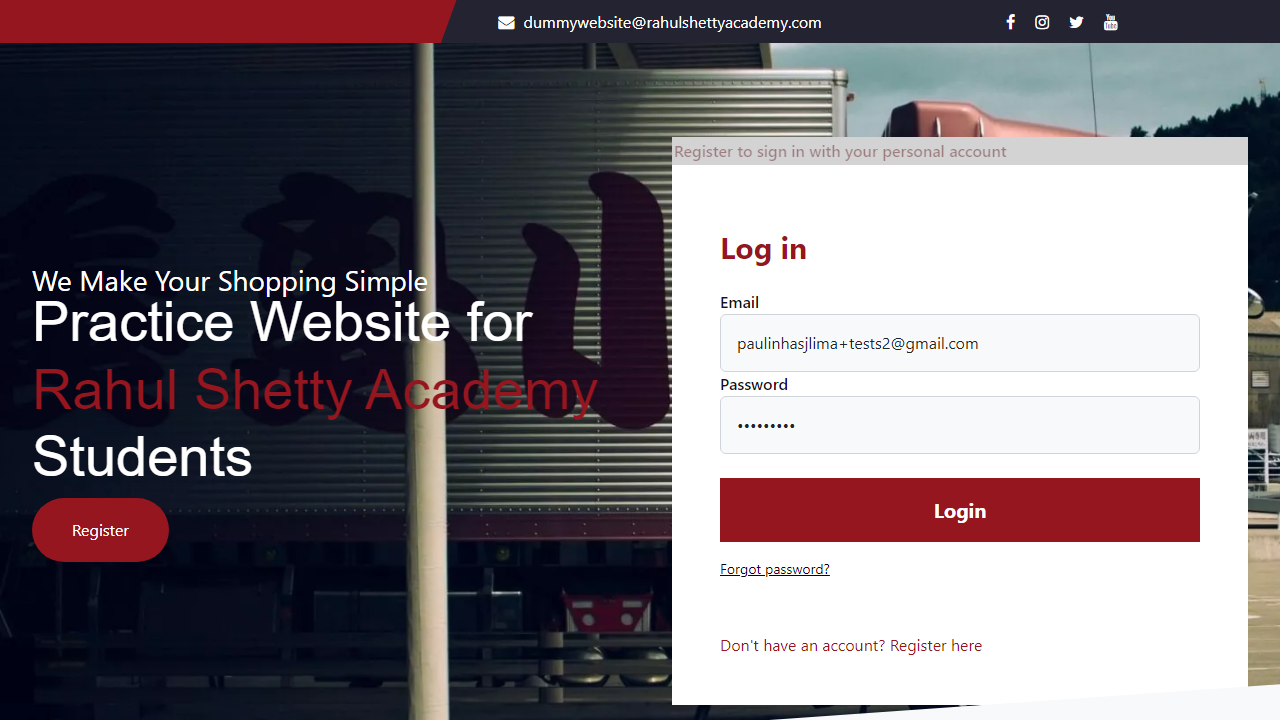 dummywebsite@rahulshettyacademy.com
Register to sign in with your personal account
We Make Your Shopping Simple
Practice Website for
Rahul Shetty Academy
Students
Register
Log in
Email
paulinhasjlima+tests2@gmail.com
Password
•••••••••
Login
Forgot password?
Don't have an account? Register here